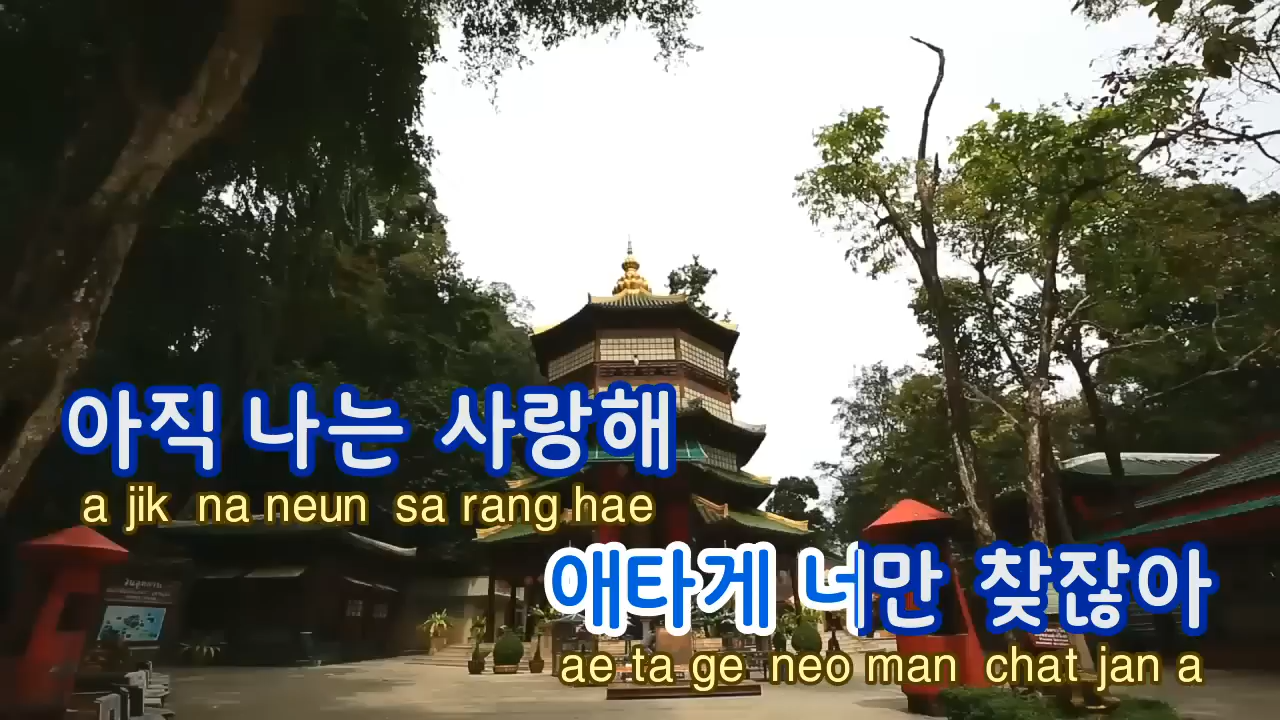 아직 나는 사랑해
a jik na neun sa rang hae
애타게 너만 찾잖아
ae ta ge neo man chat jan a